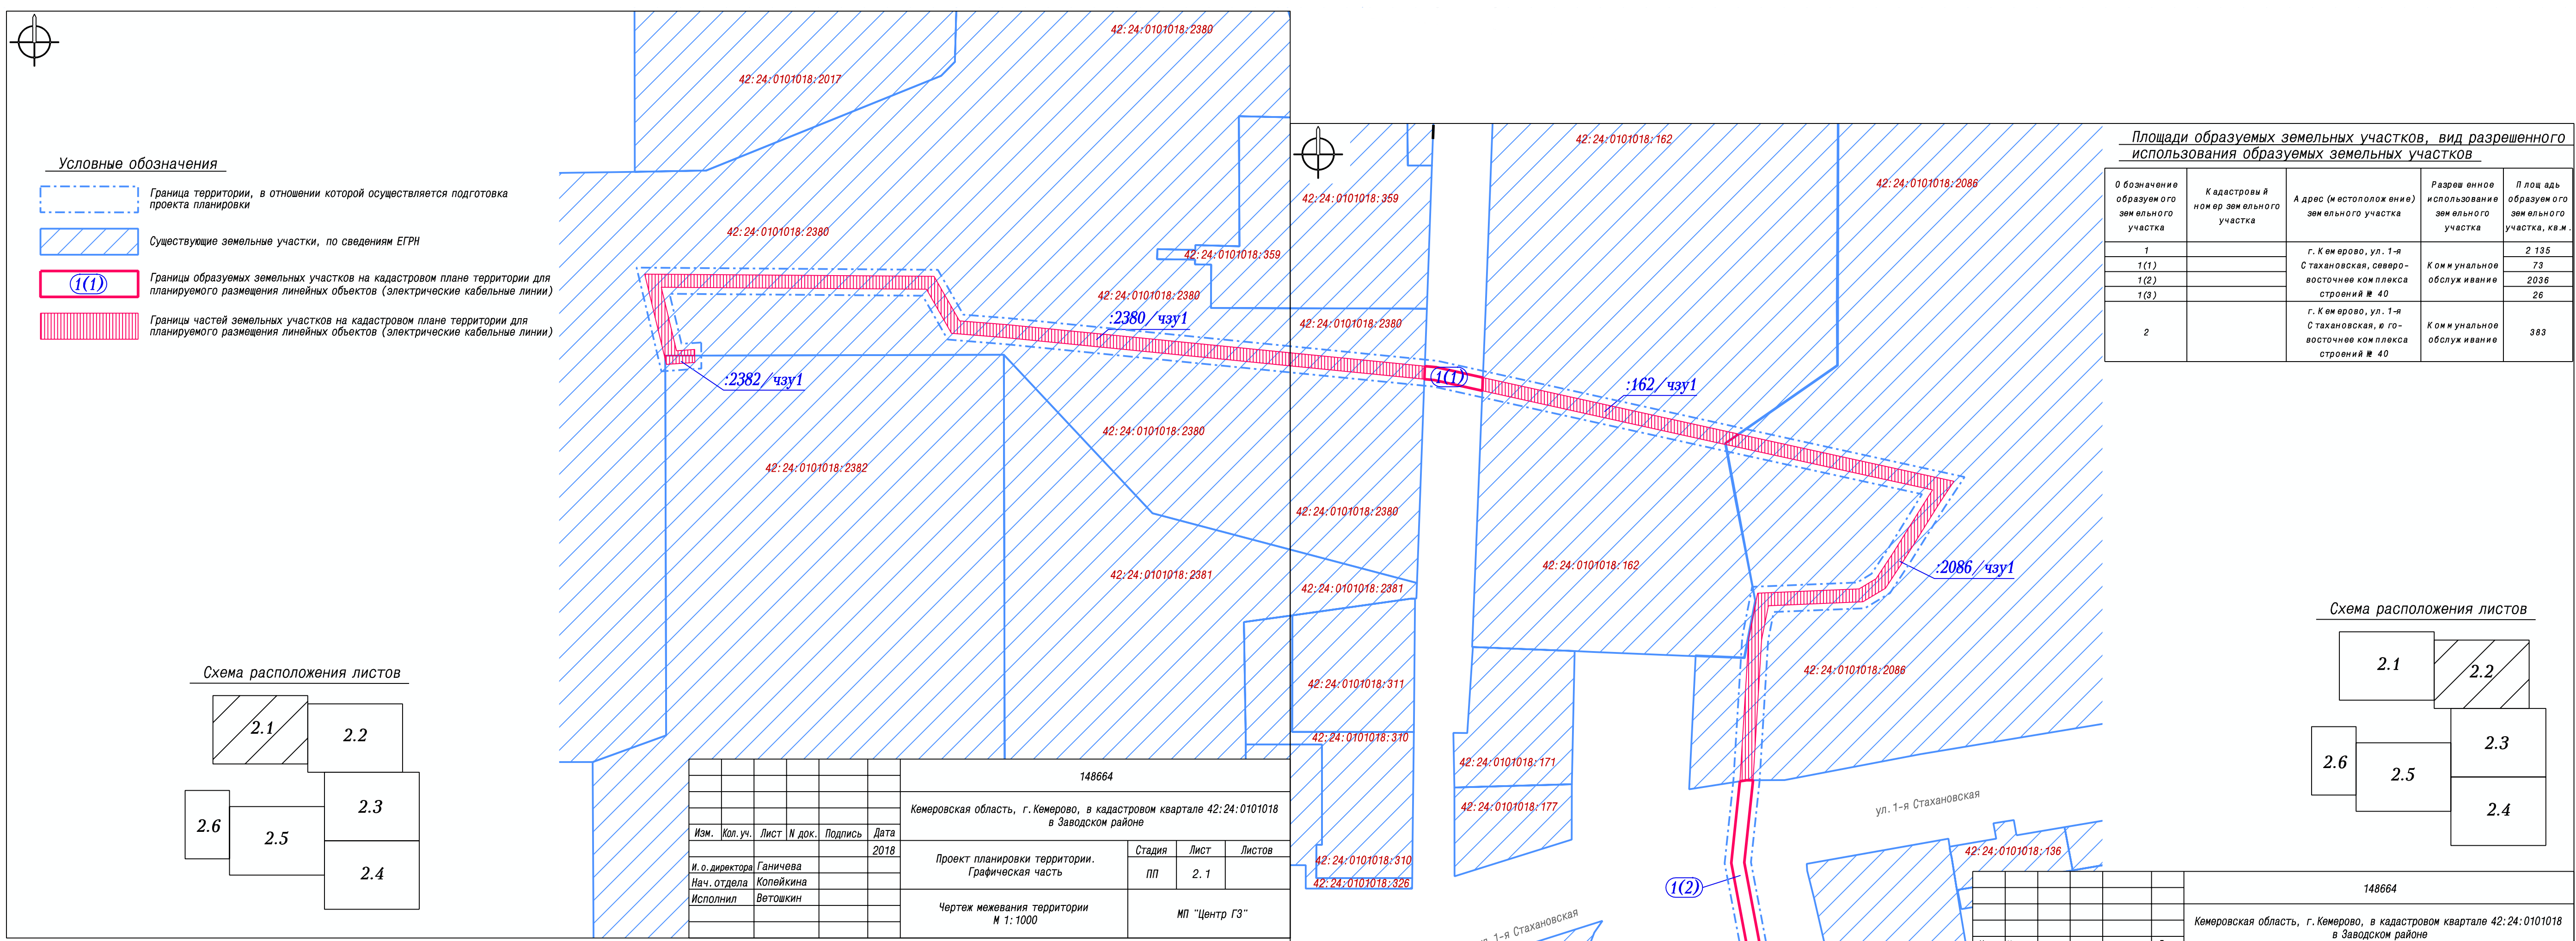 42:24:0101018:2380
42:24:0101018:2017
Условные обозначения
Граница территории, в отношении которой осуществляется подготовка
проекта планировки
Существующие земельные участки, по сведениям ЕГРН
1(1)
Границы образуемых земельных участков на кадастровом плане территории для
планируемого размещения линейных объектов (электрические кабельные линии)
Границы частей земельных участков на кадастровом плане территории для
планируемого размещения линейных объектов (электрические кабельные линии)
42:24:0101018:2380
42:24:0101018:359
42:24:0101018:2380
:2380/чзу1
:2382/чзу1
42:24:0101018:2380
42:24:0101018:2382
42:24:0101018:2381
Схема расположения листов
2.1
2.2
2.3
2.6
2.5
2.4
148664
Кемеровская область, г.Кемерово, в кадастровом квартале 42:24:0101018
в Заводском районе
Изм. Кол.уч. Лист N док. Подпись Дата
2018
И.о.директора Ганичева
Нач.отдела Копейкина
Исполнил Ветошкин
Проект планировки территории.
Графическая часть
Стадия Лист Листов
ПП 2.1
Чертеж межевания территории
М 1:1000
МП "Центр ГЗ"
42:24:0101018:162
42:24:0101018:2086
42:24:0101018:359
42:24:0101018:2380
1(1)
:162/чзу1
42:24:0101018:2380
42:24:0101018:162
:2086/чзу1
42:24:0101018:2381
42:24:0101018:2086
42:24:0101018:311
42:24:0101018:310
42:24:0101018:171
42:24:0101018:177
ул.1-я Стахановская
42:24:0101018:310
42:24:0101018:136
42:24:0101018:326
1(2)
1-я Стахановская
Площади образуемых земельных участков, вид разрешенного
использования образуемых земельных участков
Обозначение образуемого земельного участка
Кадастровый номер земельного участка
Адрес (местоположение) земельного участка
Разрешенное использование земельного участка
Площадь образуемого земельного участка, кв.м.
1
1(1)
1(2)
1(3)
г.Кемерово, ул. 1-я
Стахановская, северо-
восточнее комплекса
строений № 40
Коммунальное
обслуживание
2 135
73
2036
26
2
г.Кемерово, ул. 1-я
Стахановская, юго-
восточнее комплекса
строений № 40
Коммунальное
обслуживание
383
Схема расположения листов
2.1
2.2
2.3
2.6
2.5
2.4
148664
Кемеровская область, г.Кемерово, в кадастровом квартале 42:24:0101018
в Заводском районе